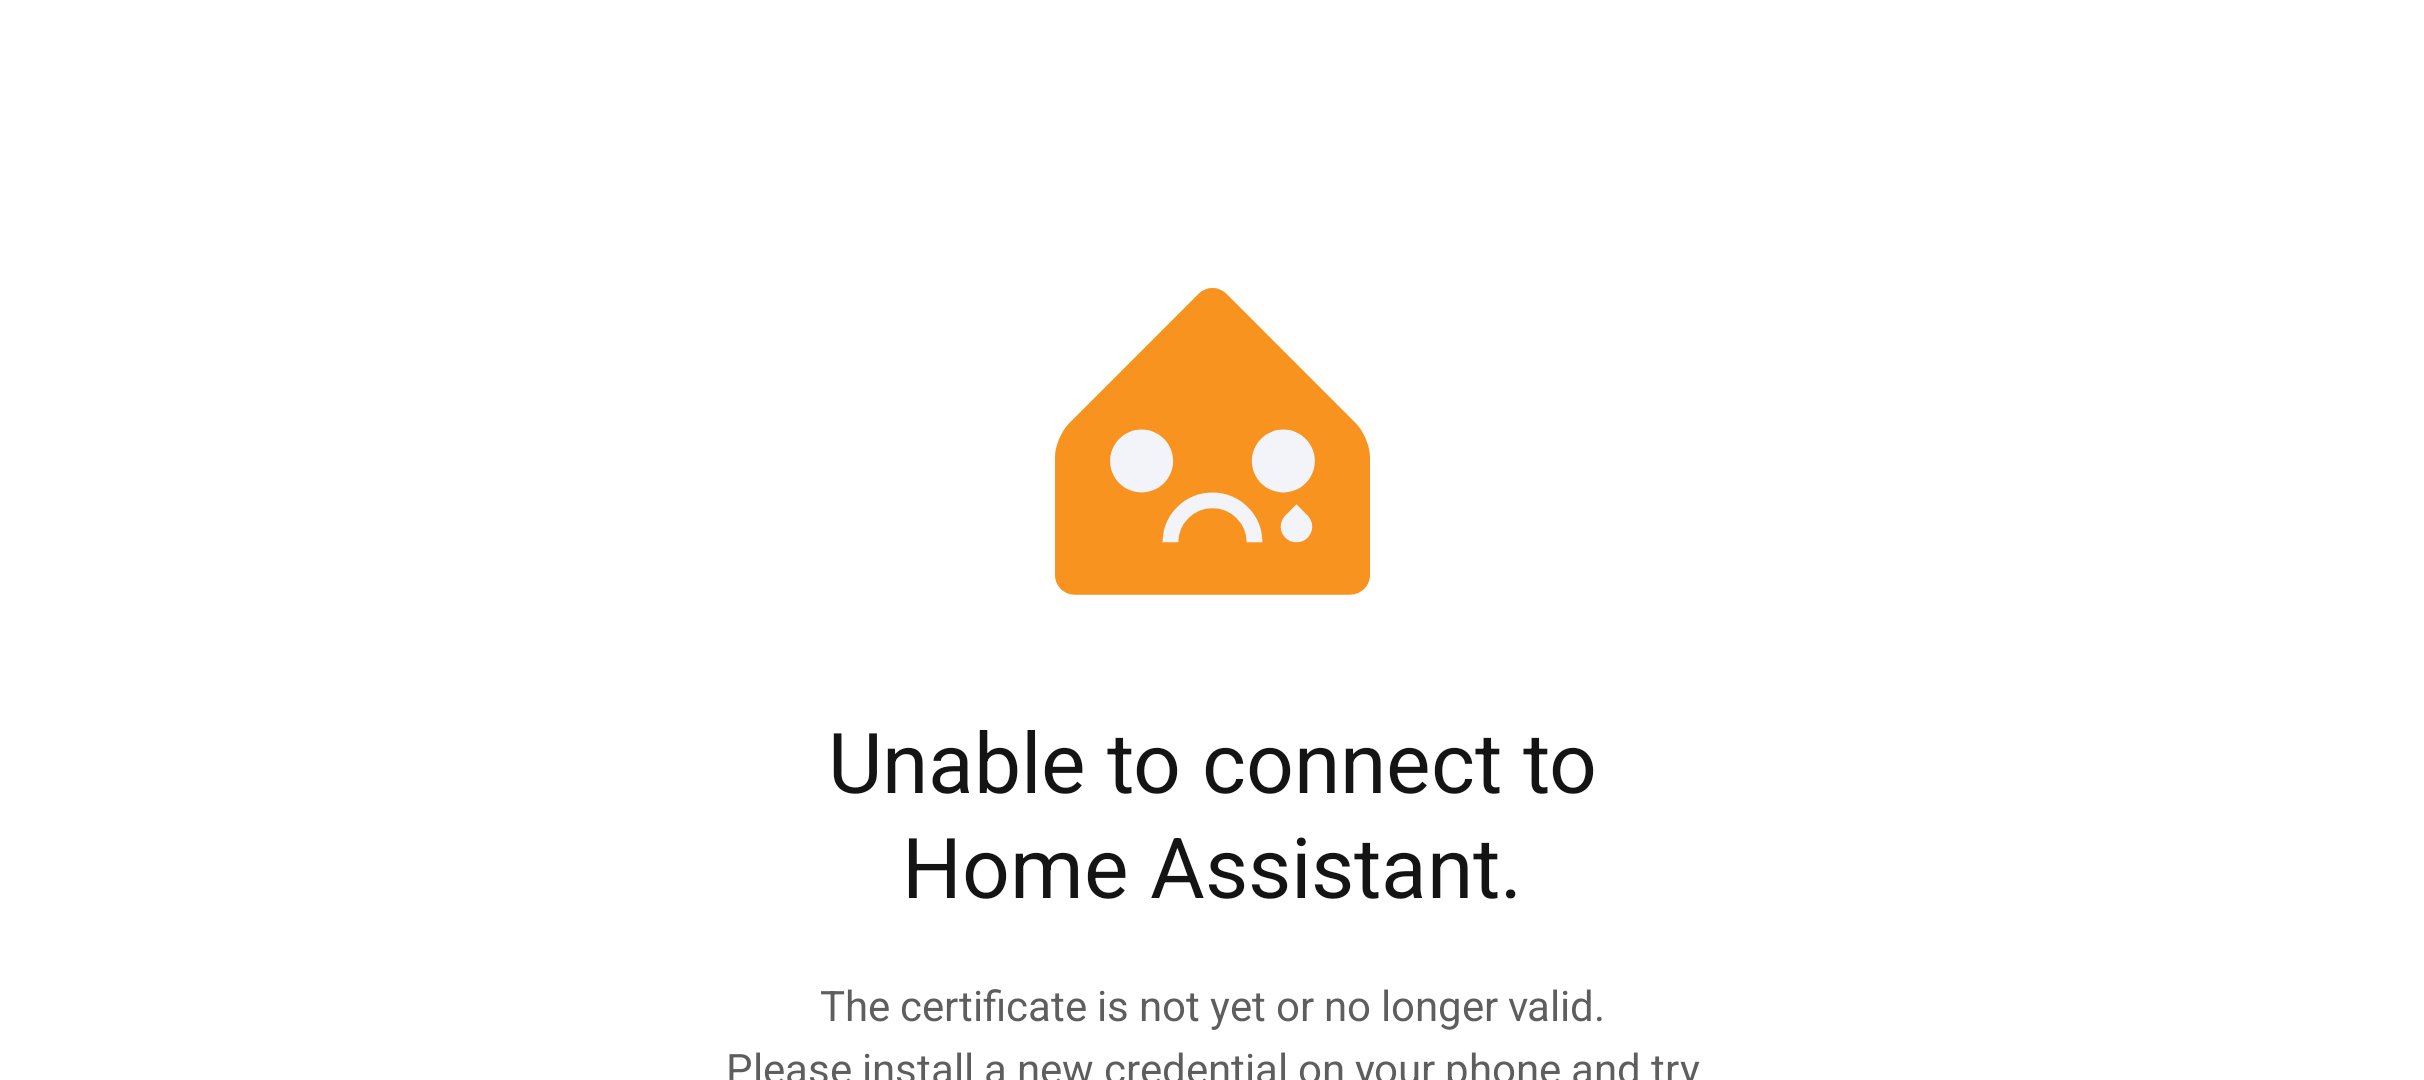 Unable to connect to
Home Assistant.
The certificate is not yet or no longer valid.
Please install a new credential on your phone and try